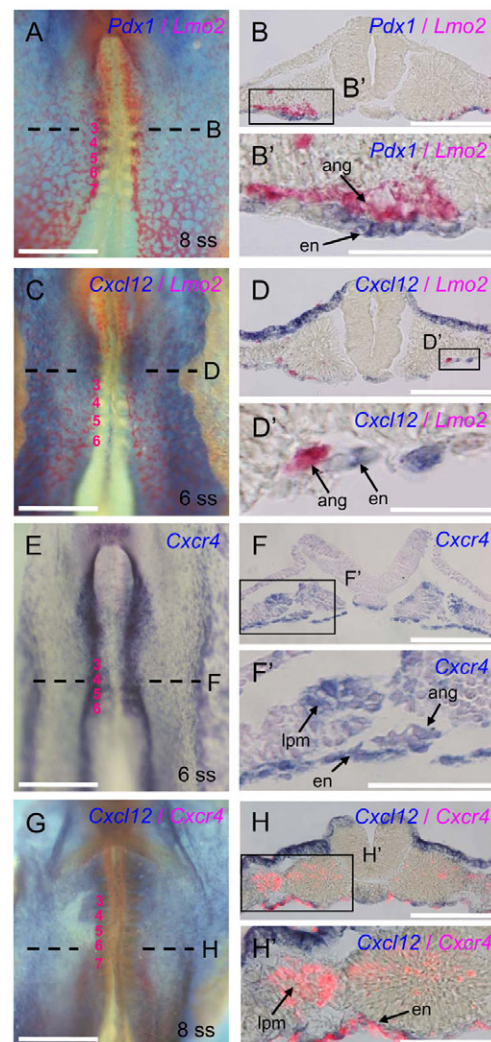 A
Pdx1 / Lmo2
3
4
5
6
7
B
8 ss
B
Pdx1 / Lmo2
B'
B'
Pdx1 / Lmo2
ang
en
C
Cxcl12 / Lmo2
3
4
5
6
D
6 ss
D
Cxcl12 / Lmo2
D'
D'
Cxcl12 / Lmo2
ang
en
E
Cxcr4
3
4
5
6
F
6 ss
F
Cxcr4
F'
F'
Cxcr4
ang
lpm
en
G
Cxcl12 / Cxcr4
3
4
5
6
7
H
8 ss
H
Cxcl12 / Cxcr4
H'
H'
Cxcl12 / Cxcr4
lpm
en